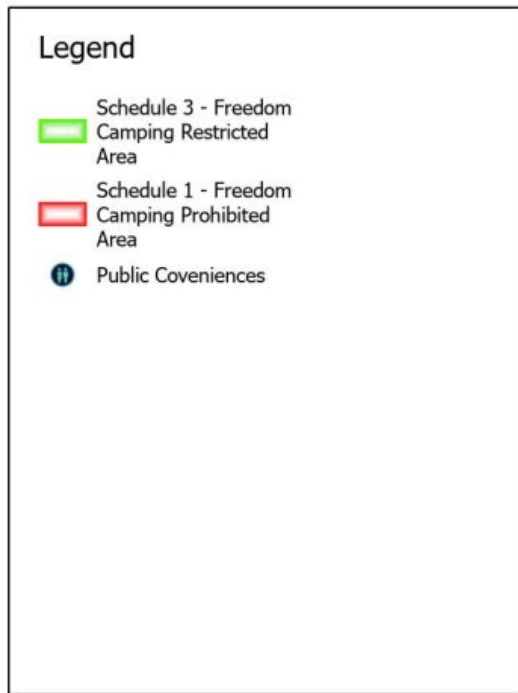 Legend
Schedule 3 - Freedom
Camping Restricted
Area
Schedule 1 - Freedom
Camping Prohibited
Area
Public Coveniences